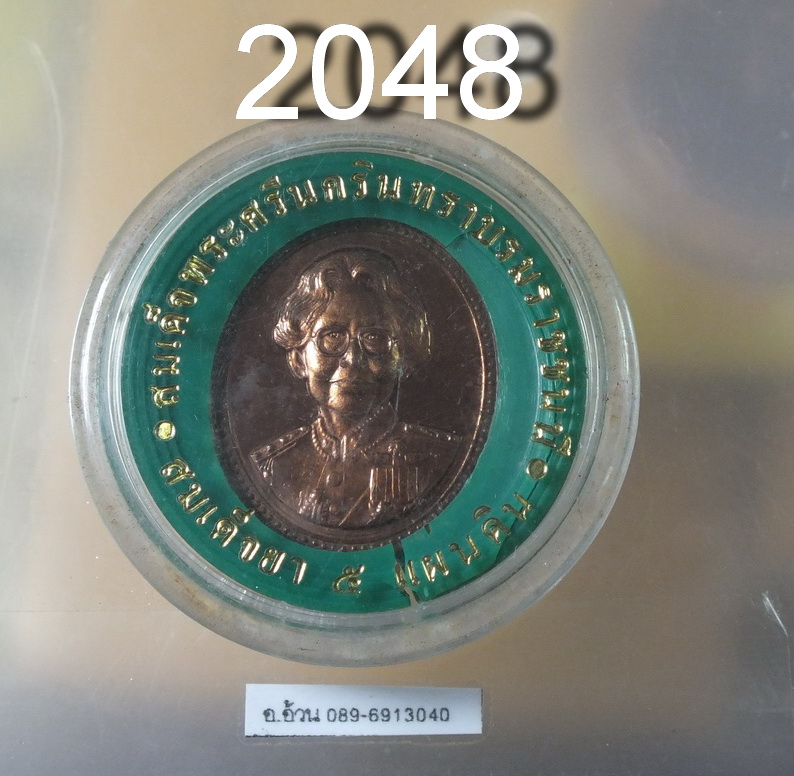 2048
สมเด็จพระศรีนครินทราบรมราชชนนี
สมเด็จย่า ๕ แผ่นดิน
อ.อ้วน 089-6913040